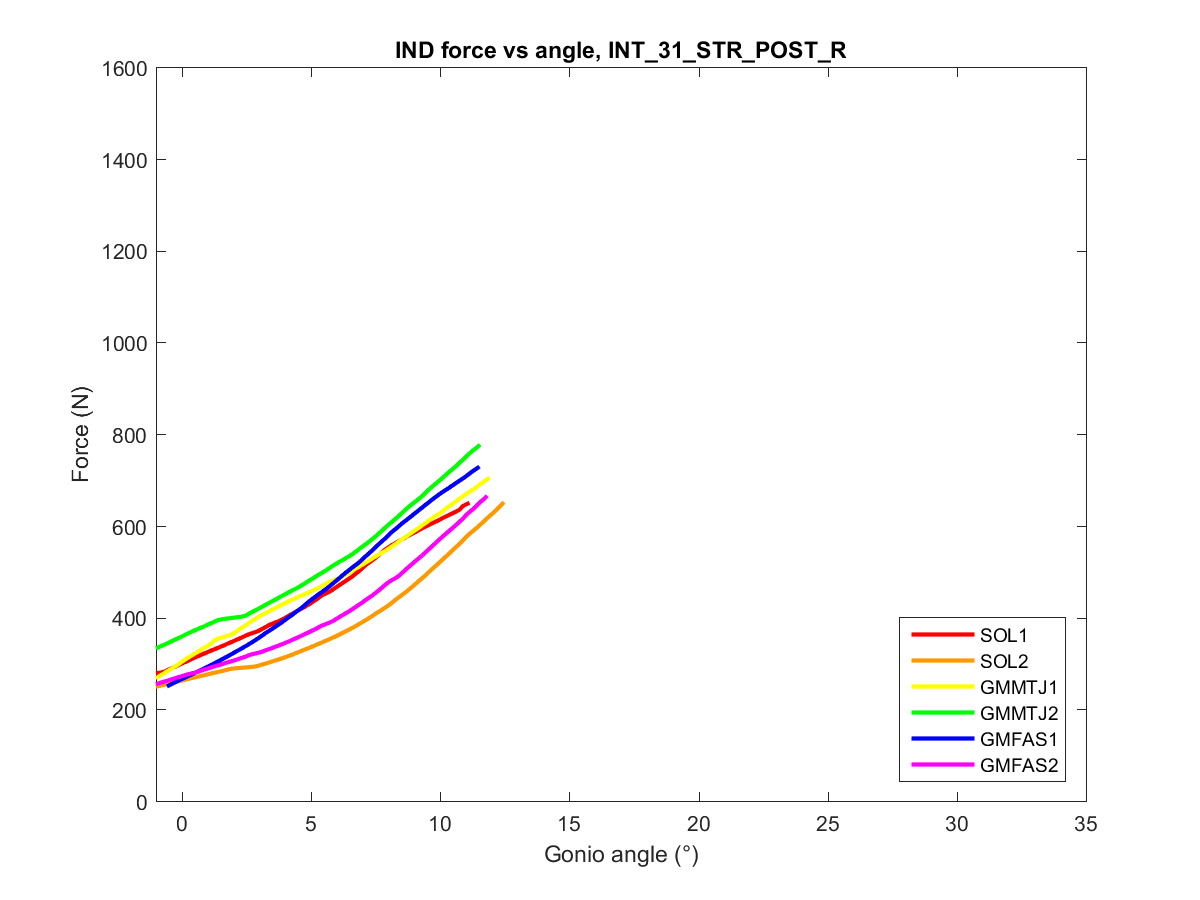 IND force vs angle, INT_31_STR_POST_R
1600
1400
1200
1000
800
600
400
200
0
Force (N)
0 5 10 15 20 25 30 35
Gonio angle (°)
SOL1
SOL2
GMMTJ1
GMMTJ2
GMFAS1
GMFAS2